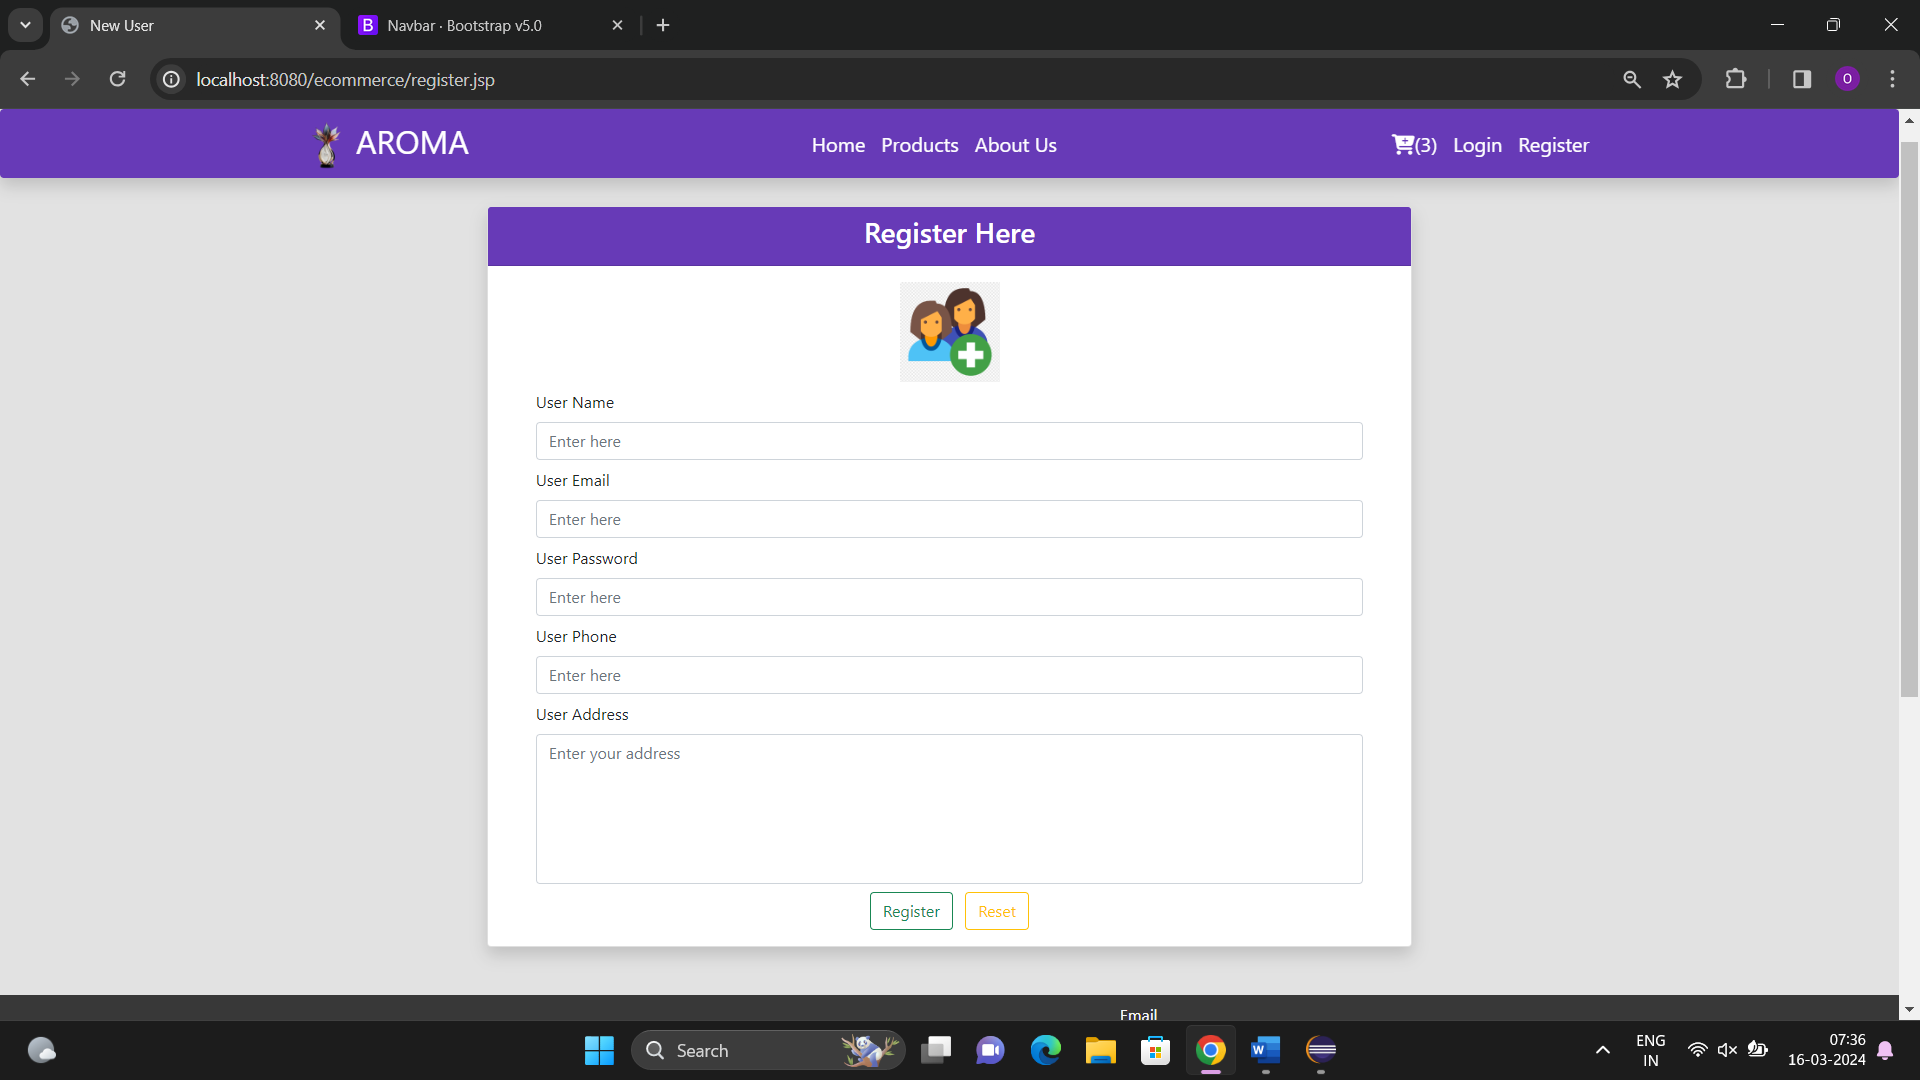 New User
B Navbar · Bootstrap v5.0
localhost:8080/ecommerce/register.jsp
O
AROMA
Home Products About Us
(3) Login Register
Register Here
User Name
Enter here
User Email
Enter here
User Password
Enter here
User Phone
Enter here
User Address
Enter your address
Register Reset
Email
Search
W
ENG
IN
07:36
16-03-2024